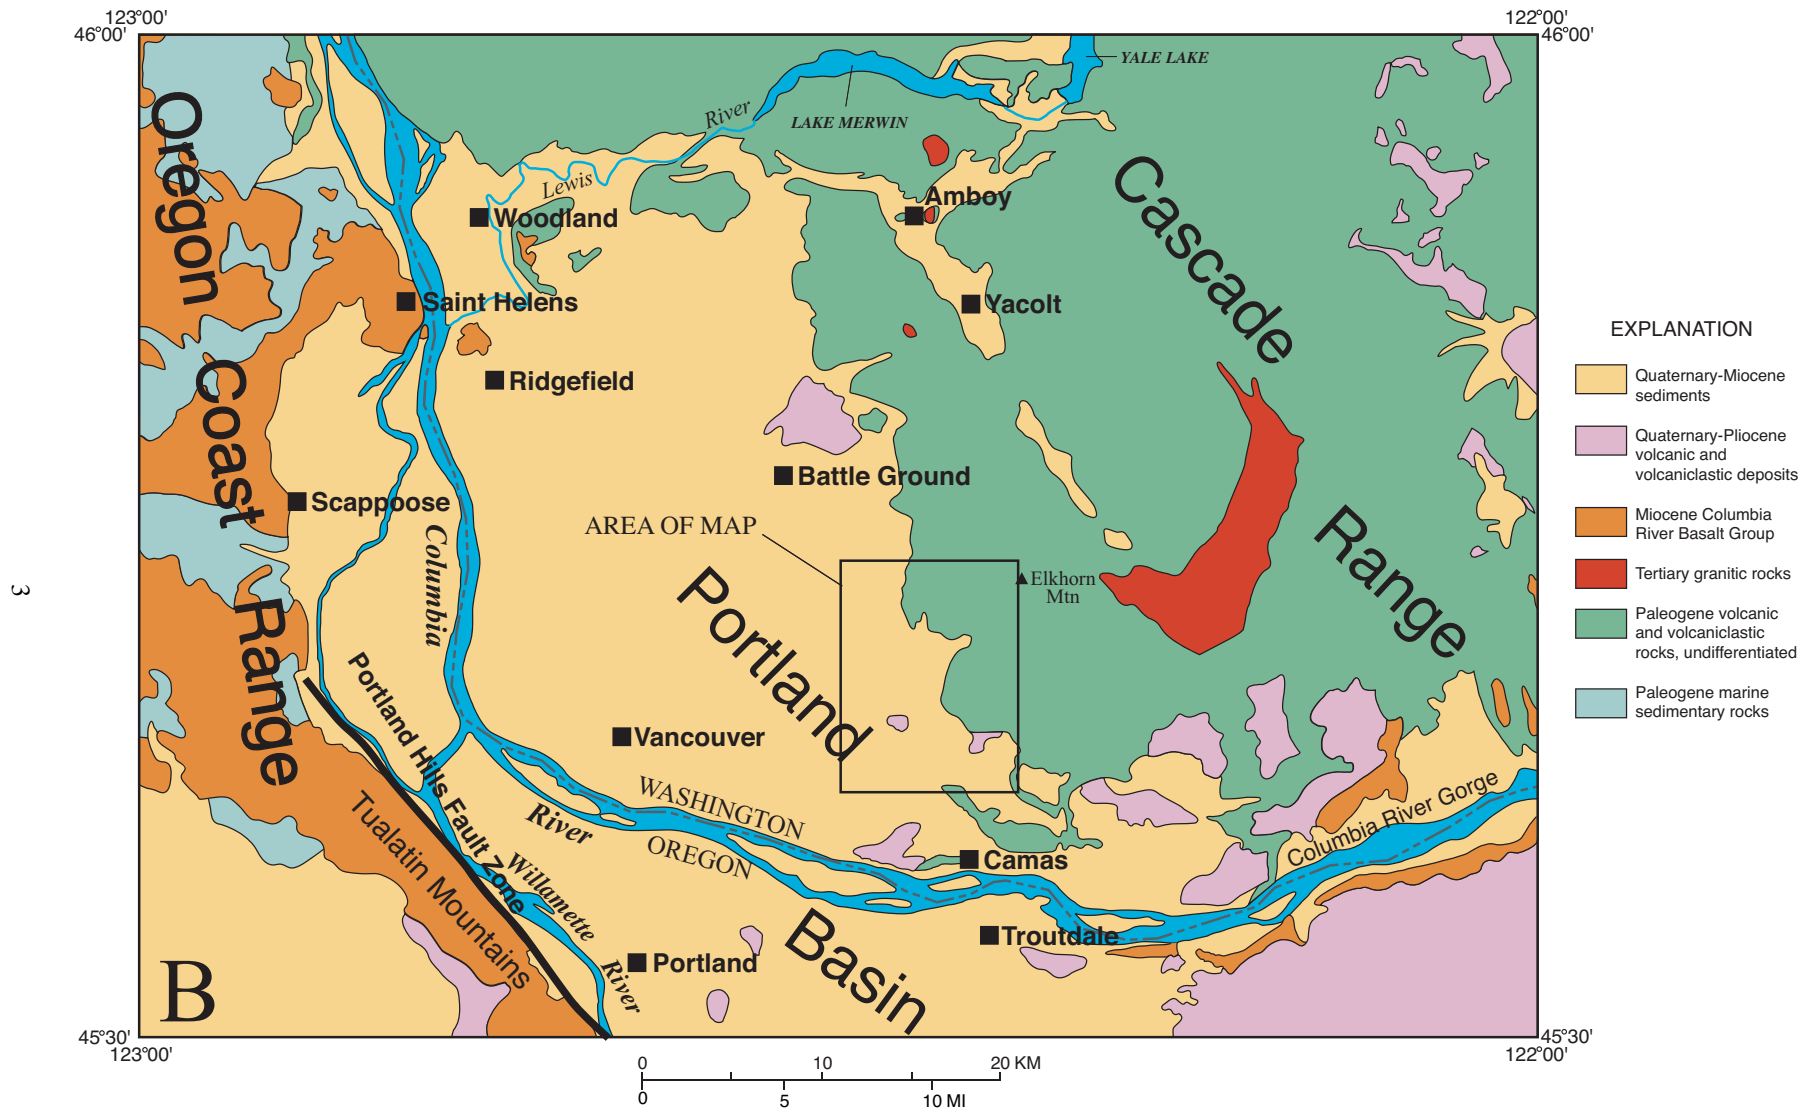 123°00'
122°00'
46°00'
46°00'
YALE LAKE
LAKE MERWIN
River
Lewis
Oregon
Coast
Range
Cascade
Range
Amboy
Woodland
Saint Helens
Yacolt
Ridgefield
Battle Ground
Scappoose
AREA OF MAP
Elkhorn
Mtn
Columbia
River
Portland
Basin
Portland Hills Fault Zone
Tualatin Mountains
Vancouver
WASHINGTON
OREGON
Willamette
River
Camas
Columbia River Gorge
Troutdale
Portland
B
3
45°30'
45°30'
123°00'
122°00'
0 10 20 KM
0 5 10 MI
EXPLANATION
Quaternary-Miocene
sediments
Quaternary-Pliocene
volcanic and
volcaniclastic deposits
Miocene Columbia
River Basalt Group
Tertiary granitic rocks
Paleogene volcanic
and volcaniclastic
rocks, undifferentiated
Paleogene marine
sedimentary rocks